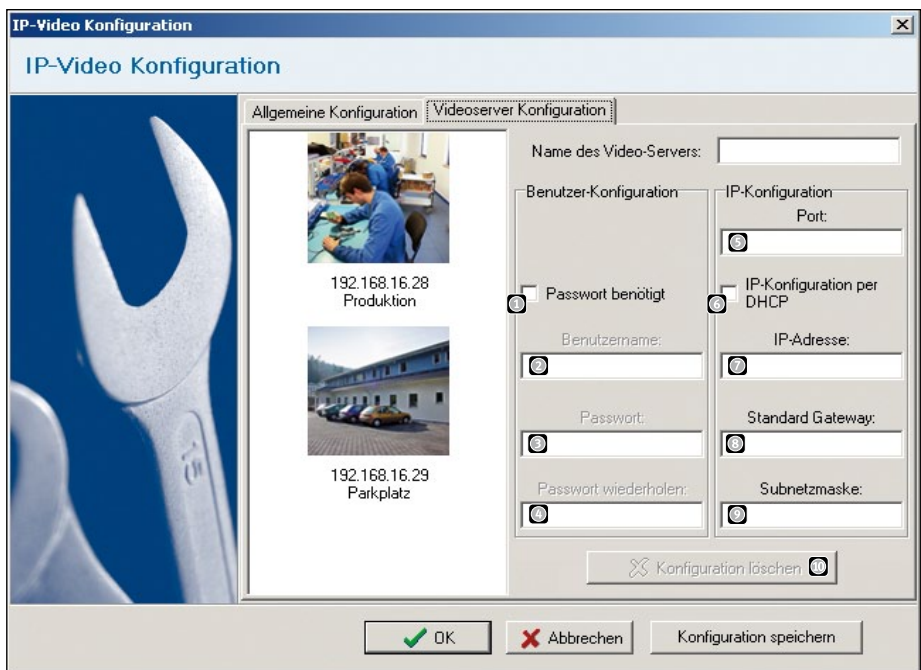 IP-Video Konfiguration
IP-Video Konfiguration
Allgemeine Konfiguration
Videoserver Konfiguration
192.168.16.28
Produktion
192.168.16.29
Parkplatz
Name des Video-Servers:
Benutzer-Konfiguration
1 Passwort benötigt
Benutzername:
2
Passwort:
3
Passwort wiederholen:
4
IP-Konfiguration
Port:
5
6 IP-Konfiguration per
DHCP
IP-Adresse:
7
Standard Gateway:
8
Subnetzmaske:
9
Konfiguration löschen 10
OK
Abbrechen
Konfiguration speichern
15